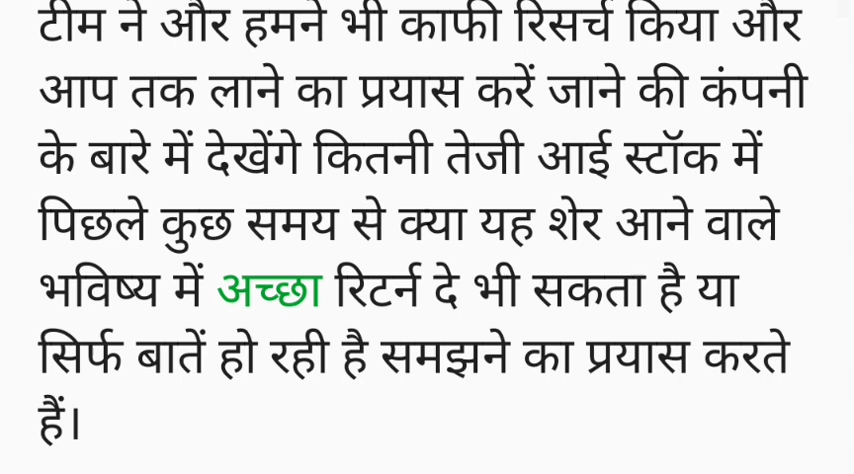 टीम ने और हमने भी काफी रिसर्च किया और
आप तक लाने का प्रयास करें जाने की कंपनी
के बारे में देखेंगे कितनी तेजी आई स्टॉक में
पिछले कुछ समय से क्या यह शेर आने वाले
भविष्य में अच्छा रिटर्न दे भी सकता है या
सिर्फ बातें हो रही है समझने का प्रयास करते
हैं।